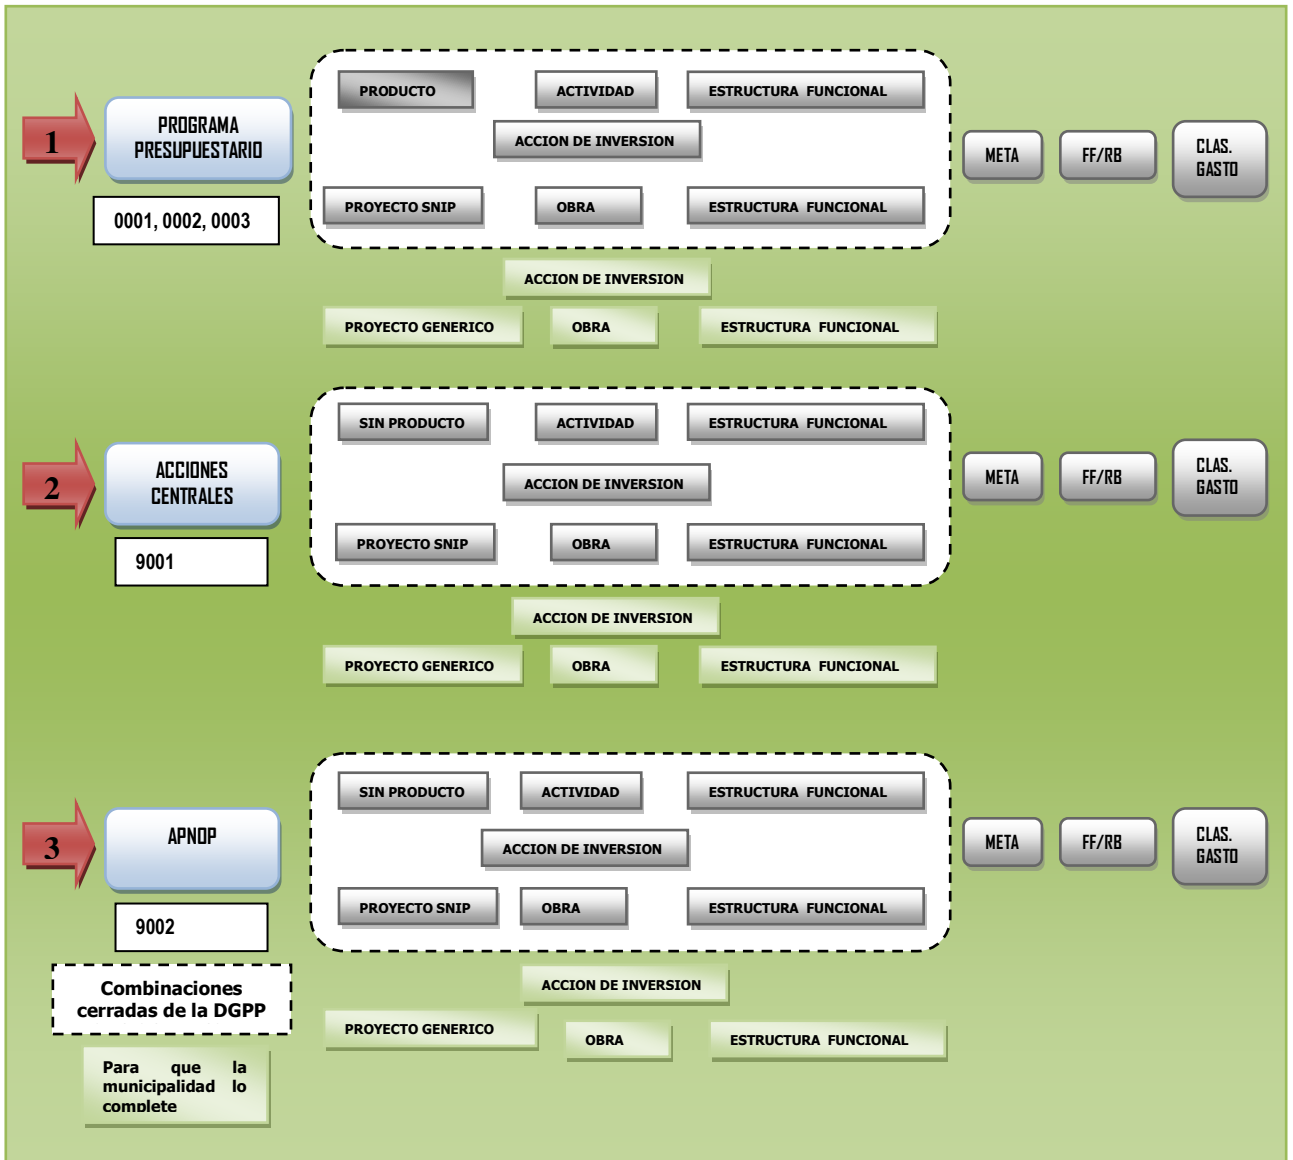 PRODUCTO
ACTIVIDAD
ESTRUCTURA FUNCIONAL
1
PROGRAMA
PRESUPUESTARIO
ACCION DE INVERSION
META
FF/RB
CLAS.
GASTO
0001, 0002, 0003
PROYECTO SNIP
OBRA
ESTRUCTURA FUNCIONAL
ACCION DE INVERSION
PROYECTO GENERICO
OBRA
ESTRUCTURA FUNCIONAL
SIN PRODUCTO
ACTIVIDAD
ESTRUCTURA FUNCIONAL
2
ACCIONES
CENTRALES
ACCION DE INVERSION
META
FF/RB
CLAS.
GASTO
9001
PROYECTO SNIP
OBRA
ESTRUCTURA FUNCIONAL
ACCION DE INVERSION
PROYECTO GENERICO
OBRA
ESTRUCTURA FUNCIONAL
SIN PRODUCTO
ACTIVIDAD
ESTRUCTURA FUNCIONAL
3
APNOP
ACCION DE INVERSION
META
FF/RB
CLAS.
GASTO
9002
PROYECTO SNIP
OBRA
ESTRUCTURA FUNCIONAL
Combinaciones
cerradas de la DGPP
ACCION DE INVERSION
PROYECTO GENERICO
OBRA
ESTRUCTURA FUNCIONAL
Para que la
municipalidad lo
complete